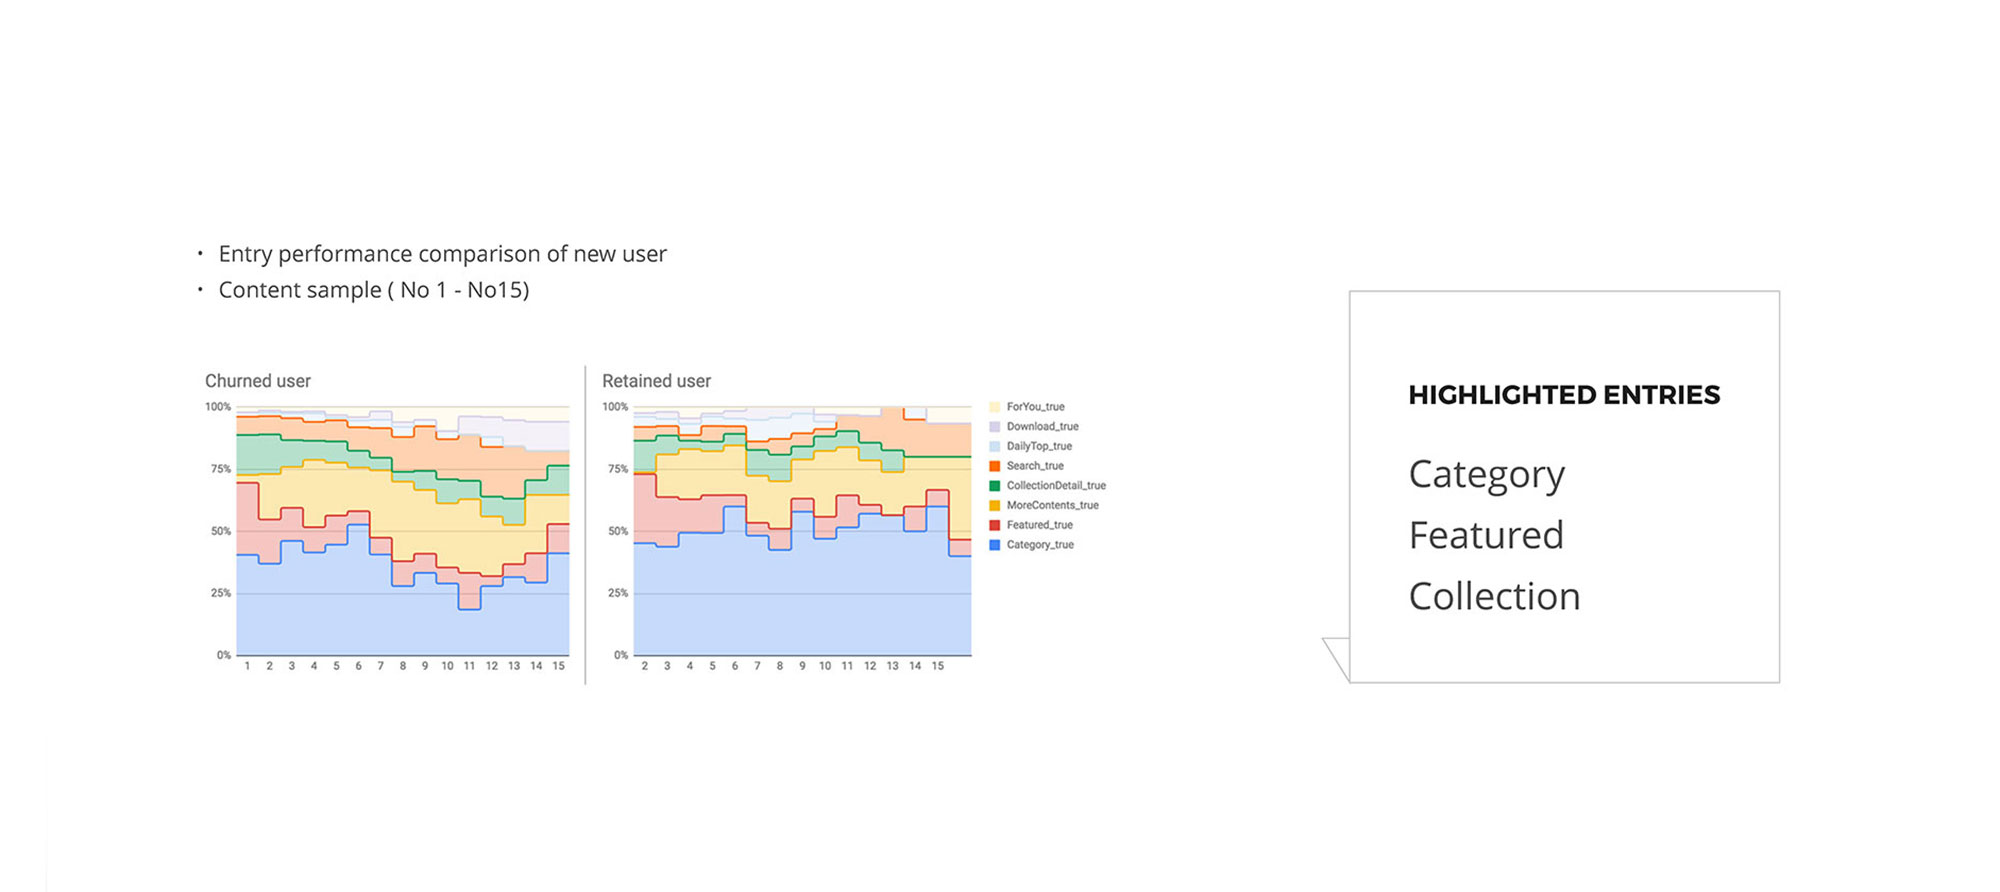 · Entry performance comparison of new user
· Content sample ( No 1 - No15)
Churned user
100%
75%
50%
25%
0%
1 2 3 4 5 6 7 8 9 10 11 12 13 14 15
Retained user
100%
75%
50%
25%
0%
2 3 4 5 6 7 8 9 10 11 12 13 14 15
ForYou_true
Download_true
DailyTop_true
Search_true
CollectionDetail_true
MoreContents_true
Featured_true
Category_true
HIGHLIGHTED ENTRIES
Category
Featured
Collection